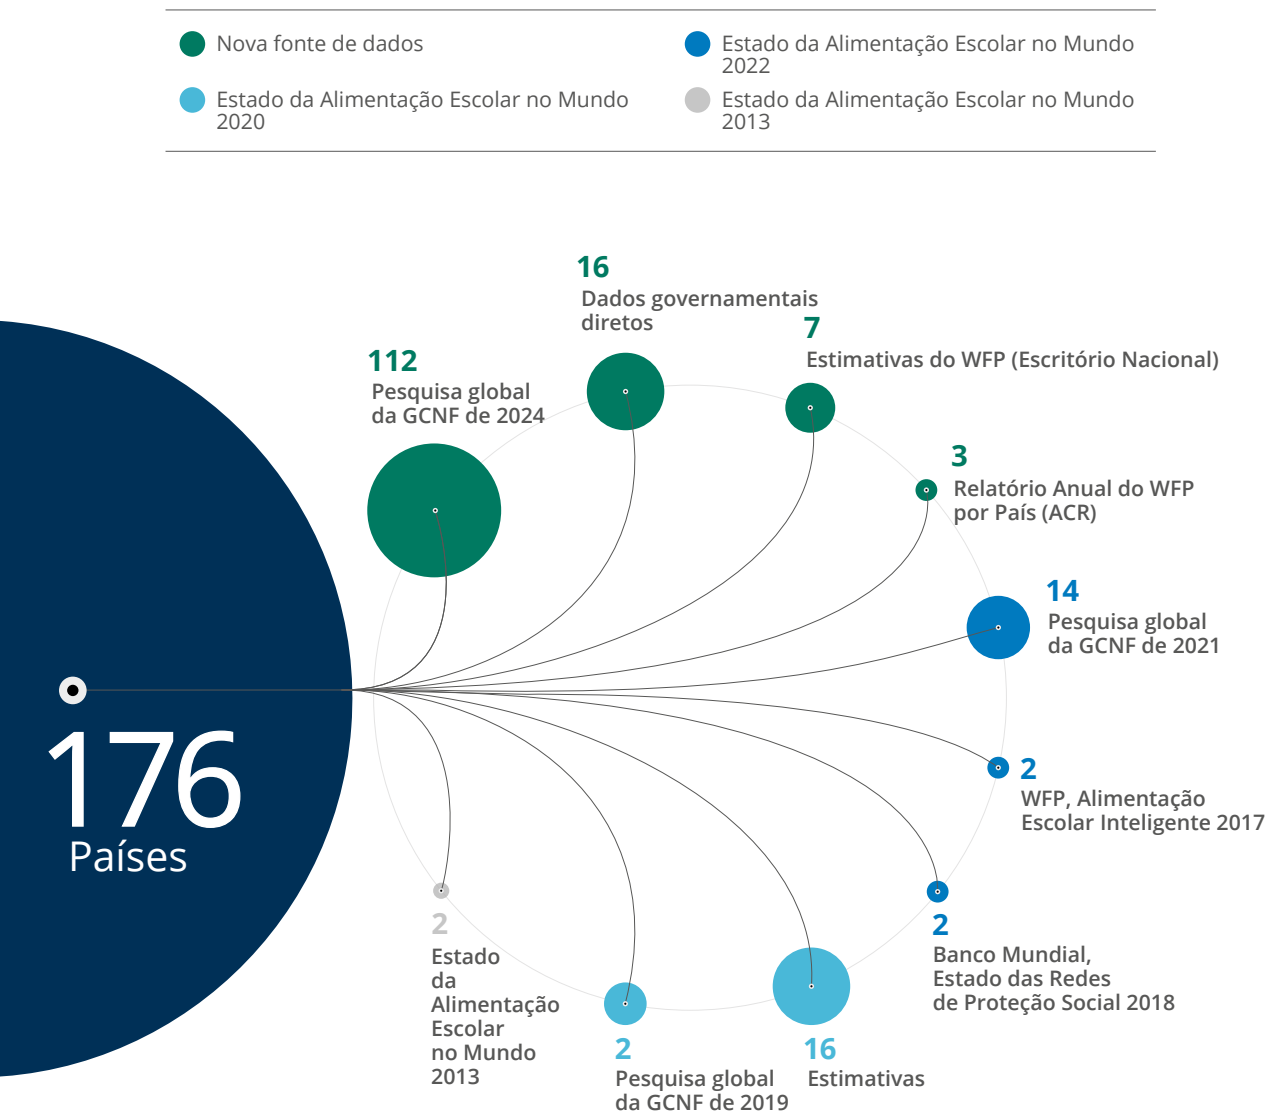 Nova fonte de dados
Estado da Alimentação Escolar no Mundo
2022
Estado da Alimentação Escolar no Mundo
2020
Estado da Alimentação Escolar no Mundo
2013
176
Países
112
Pesquisa global
da GCNF de 2024
16
Dados governamentais
diretos
7
Estimativas do WFP (Escritório Nacional)
3
Relatório Anual do WFP
por País (ACR)
14
Pesquisa global
da GCNF de 2021
2
WFP, Alimentação
Escolar Inteligente 2017
2
Banco Mundial,
Estado das Redes
de Proteção Social 2018
16
Estimativas
2
Pesquisa global
da GCNF de 2019
2
Estado
da
Alimentação
Escolar
no Mundo
2013